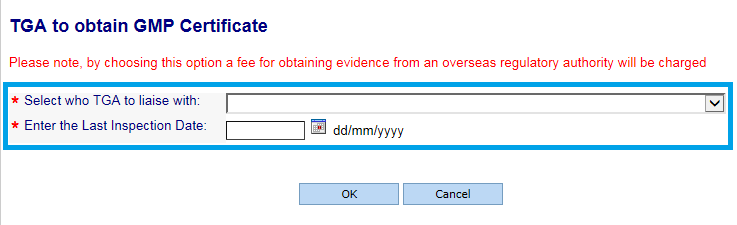 TGA to obtain GMP Certificate
Please note, by choosing this option a fee for obtaining evidence from an overseas regulatory authority will be charged
* Select who TGA to liaise with:
* Enter the Last Inspection Date: dd/mm/yyyy
OK Cancel